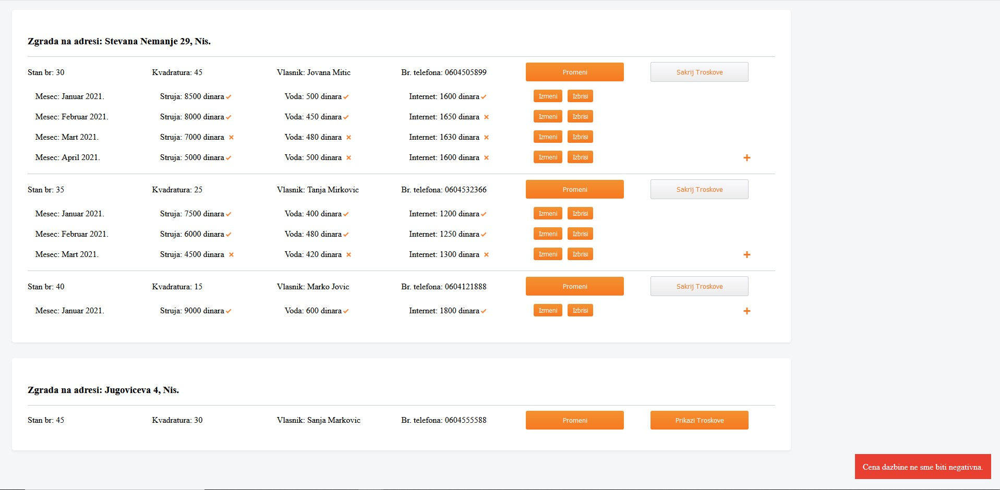 Zgrada na adresi: Stevana Nemanje 29, Nis.
Stan br: 30 Kvadratura: 45 Vlasnik: Jovana Mitic Br. telefona: 0604505899 Promeni Sakrij Troskove
Mesec: Januar 2021. Struja: 8500 dinara Voda: 500 dinara Internet: 1600 dinara Izmeni Izbrisi
Mesec: Februar 2021. Struja: 8000 dinara Voda: 450 dinara Internet: 1650 dinara Izmeni Izbrisi
Mesec: Mart 2021. Struja: 7000 dinara Voda: 480 dinara Internet: 1630 dinara Izmeni Izbrisi
Mesec: April 2021. Struja: 5000 dinara Voda: 500 dinara Internet: 1600 dinara Izmeni Izbrisi
Stan br: 35 Kvadratura: 25 Vlasnik: Tanja Mirkovic Br. telefona: 0604532366 Promeni Sakrij Troskove
Mesec: Januar 2021. Struja: 7500 dinara Voda: 400 dinara Internet: 1200 dinara Izmeni Izbrisi
Mesec: Februar 2021. Struja: 6000 dinara Voda: 480 dinara Internet: 1250 dinara Izmeni Izbrisi
Mesec: Mart 2021. Struja: 4500 dinara Voda: 420 dinara Internet: 1300 dinara Izmeni Izbrisi
Stan br: 40 Kvadratura: 15 Vlasnik: Marko Jovic Br. telefona: 0604121888 Promeni Sakrij Troskove
Mesec: Januar 2021. Struja: 9000 dinara Voda: 600 dinara Internet: 1800 dinara Izmeni Izbrisi
Zgrada na adresi: Jugoviceva 4, Nis.
Stan br: 45 Kvadratura: 30 Vlasnik: Sanja Markovic Br. telefona: 0604555588 Promeni Prikazi Troskove
Cena dazbine ne sme biti negativna.